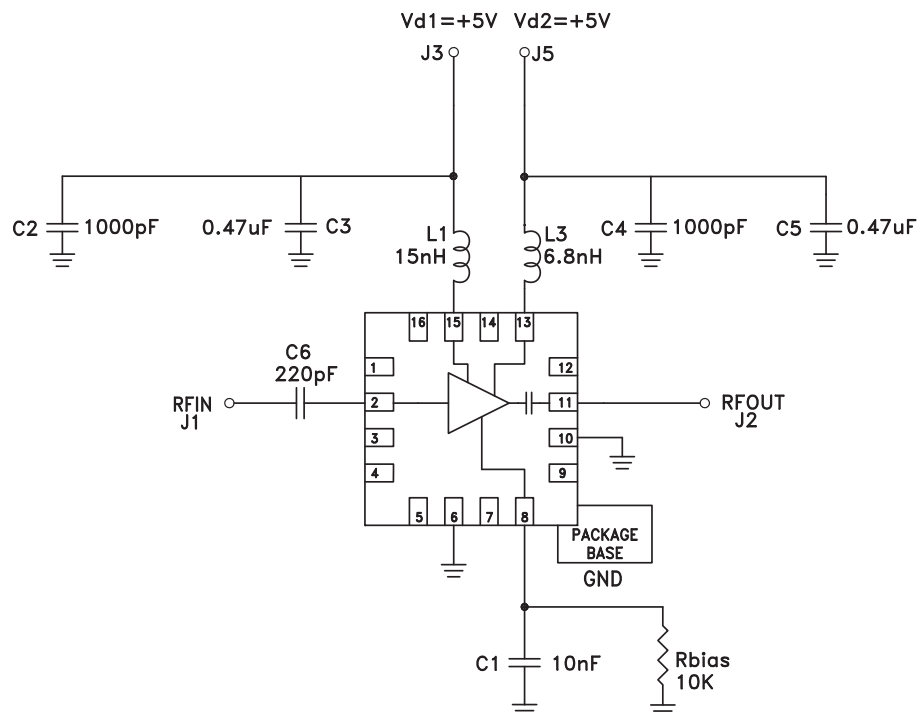 Vd1=+5V Vd2=+5V
J3 J5
C2 1000pF 0.47uF C3
L1
15nH
L3
6.8nH
C4 1000pF C5 0.47uF
16 15 14 13
C6
220pF
RFIN
J1
1
2
3
4
12
11
10
9
RFOUT
J2
5 6 7 8
PACKAGE
BASE
GND
C1 10nF
Rbias
10K